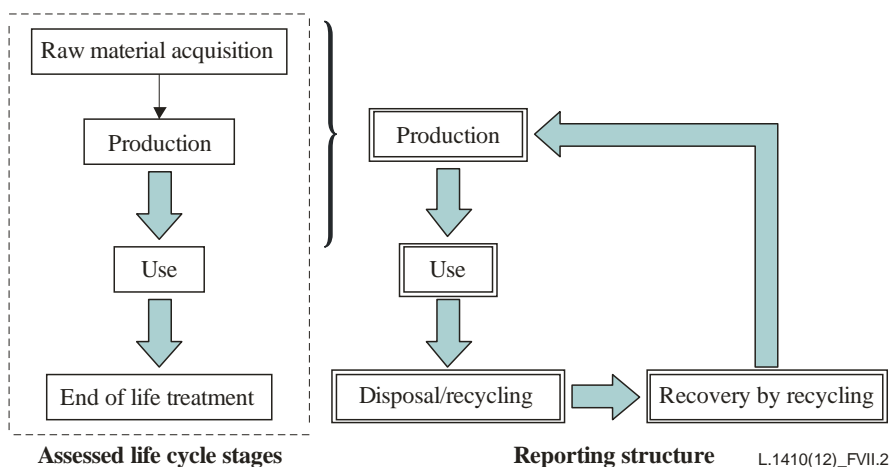 Raw material acquisition
Production
Use
End of life treatment
Assessed life cycle stages
Production
Use
Disposal/recycling
Recovery by recycling
Reporting structure
L.1410(12)_FVII.2